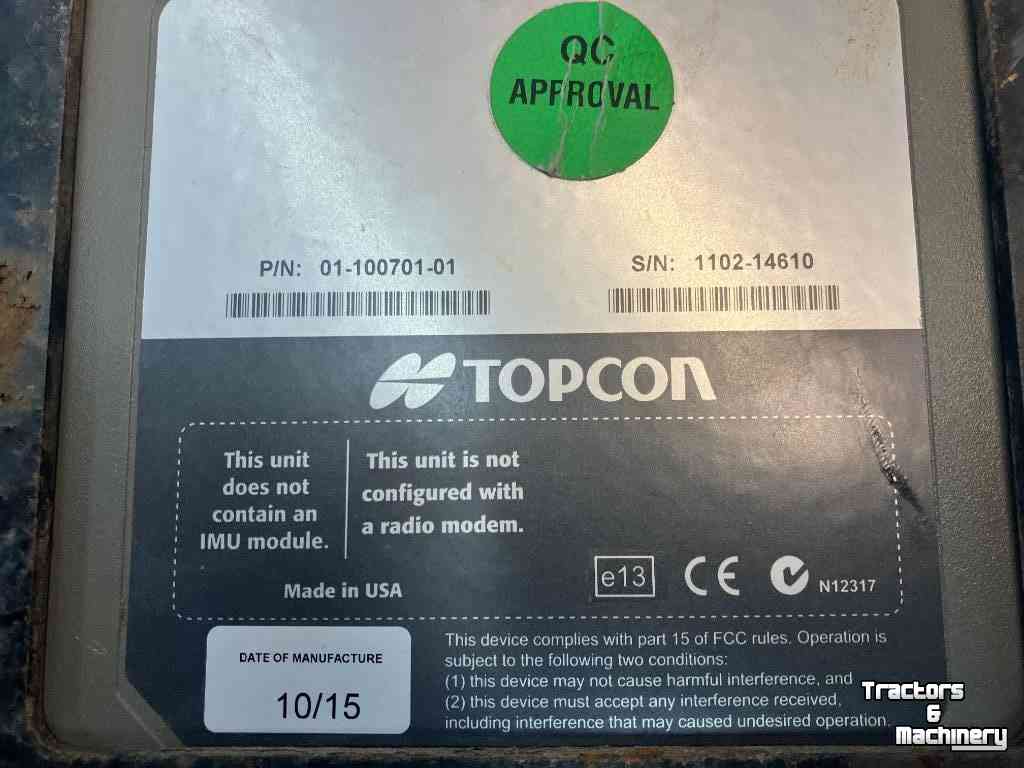 QC
APPROVAL
P/N: 01-100701-01
S/N: 1102-14610
TOPCON
This unit
does not
contain an
IMU module.
This unit is not
configured with
a radio modem.
Made in USA
e13
CE
N12317
DATE OF MANUFACTURE
10/15
This device complies with part 15 of FCC rules. Operation is
subject to the following two conditions:
(1) this device may not cause harmful interference, and
(2) this device must accept any interference received,
including interference that may caused undesired operation.
Tractors
&
Machinery